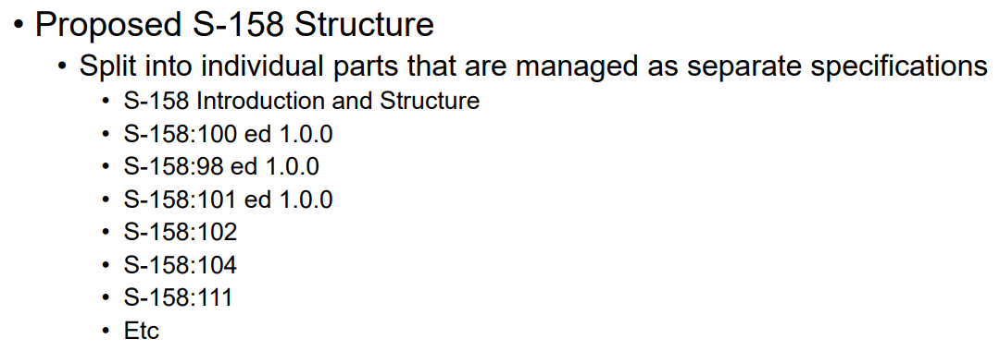 • Proposed S-158 Structure
• Split into individual parts that are managed as separate specifications
• S-158 Introduction and Structure
• S-158:100 ed 1.0.0
• S-158:98 ed 1.0.0
• S-158:101 ed 1.0.0
• S-158:102
• S-158:104
• S-158:111
• Etc